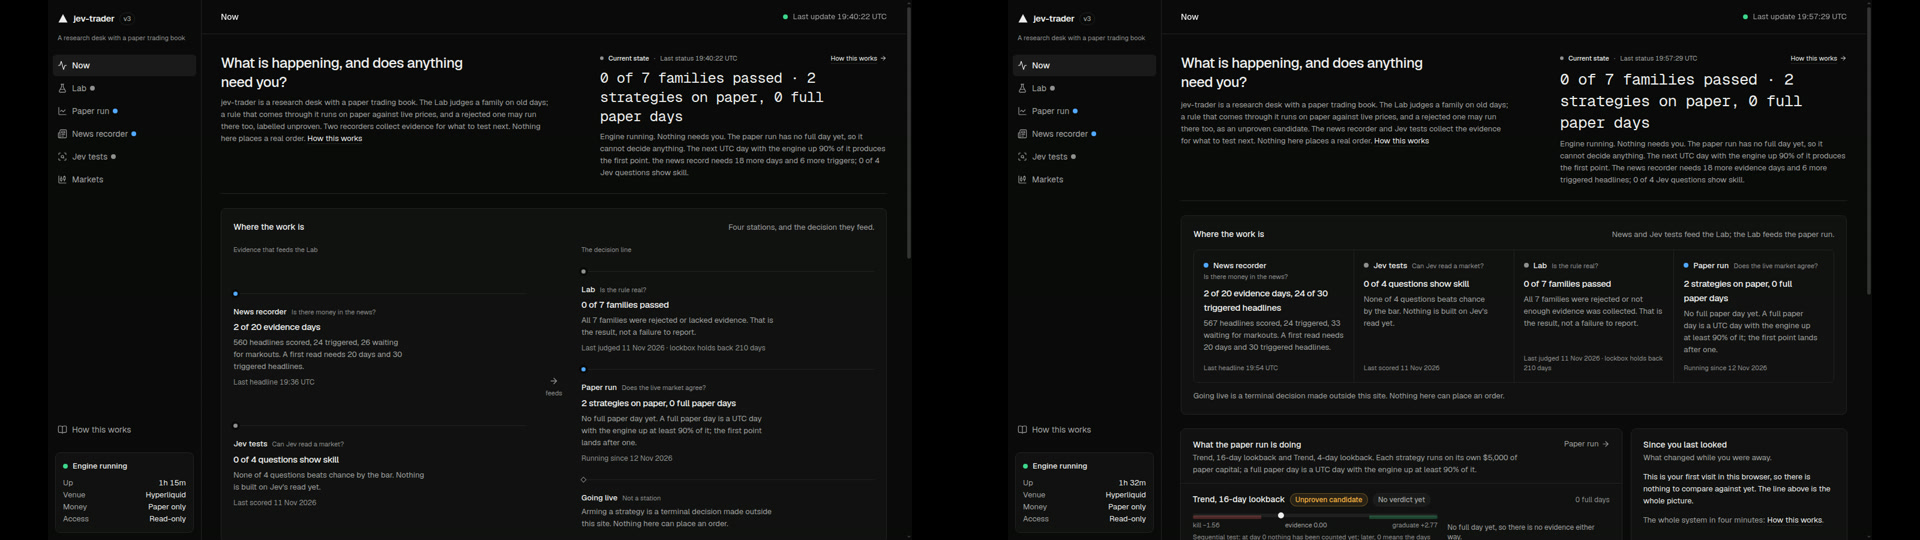 jev-trader v3
A research desk with a paper trading book
Now
Lab
Paper run
News recorder
Jev tests
Markets
How this works
Engine running
Up 1h 15m
Venue Hyperliquid
Money Paper only
Access Read-only
Now
Last update 19:40:22 UTC
What is happening, and does anything
need you?
jev-trader is a research desk with a paper trading book. The Lab judges a family on old days;
a rule that comes through it runs on paper against live prices, and a rejected one may run
there too, labelled unproven. Two recorders collect evidence for what to test next. Nothing
here places a real order. How this works
Current state · Last status 19:40:22 UTC
How this works →
0 of 7 families passed · 2
strategies on paper, 0 full
paper days
Engine running. Nothing needs you. The paper run has no full day yet, so it
cannot decide anything. The next UTC day with the engine up 90% of it produces
the first point. the news record needs 18 more days and 6 more triggers; 0 of 4
Jev questions show skill.
Where the work is
Four stations, and the decision they feed.
Evidence that feeds the Lab
News recorder Is there money in the news?
2 of 20 evidence days
560 headlines scored, 24 triggered, 26 waiting
for markouts. A first read needs 20 days and 30
triggered headlines.
Last headline 19:36 UTC
Jev tests Can Jev read a market?
0 of 4 questions show skill
None of 4 questions beats chance by the bar. Nothing
is built on Jev's read yet.
Last scored 11 Nov 2026
→
feeds
The decision line
Lab Is the rule real?
0 of 7 families passed
All 7 families were rejected or lacked evidence. That is
the result, not a failure to report.
Last judged 11 Nov 2026 · lockbox holds back 210 days
Paper run Does the live market agree?
2 strategies on paper, 0 full paper days
No full paper day yet. A full paper day is a UTC day
with the engine up at least 90% of it; the first point
lands after one.
Running since 12 Nov 2026
Going live Not a station
Arming a strategy is a terminal decision made outside
this site. Nothing here can place an order.
jev-trader v3
A research desk with a paper trading book
Now
Lab
Paper run
News recorder
Jev tests
Markets
How this works
Engine running
Up 1h 32m
Venue Hyperliquid
Money Paper only
Access Read-only
Now
Last update 19:57:29 UTC
What is happening, and does anything
need you?
jev-trader is a research desk with a paper trading book. The Lab judges a family on old days;
a rule that comes through it runs on paper against live prices, and a rejected one may run
there too, as an unproven candidate. The news recorder and Jev tests collect the evidence
for what to test next. Nothing here places a real order. How this works
Current state · Last status 19:57:29 UTC
How this works →
0 of 7 families passed · 2
strategies on paper, 0 full
paper days
Engine running. Nothing needs you. The paper run has no full day yet, so it
cannot decide anything. The next UTC day with the engine up 90% of it produces
the first point. The news recorder needs 18 more evidence days and 6 more
triggered headlines; 0 of 4 Jev questions show skill.
Where the work is
News and Jev tests feed the Lab; the Lab feeds the paper run.
News recorder
Is there money in the news?
2 of 20 evidence days, 24 of 30
triggered headlines
567 headlines scored, 24 triggered, 33
waiting for markouts. A first read needs
20 days and 30 triggered headlines.
Last headline 19:54 UTC
Jev tests Can Jev read a market?
0 of 4 questions show skill
None of 4 questions beats chance
by the bar. Nothing is built on Jev's
read yet.
Last scored 11 Nov 2026
Lab Is the rule real?
0 of 7 families passed
All 7 families were rejected or not
enough evidence was collected. That is
the result, not a failure to report.
Last judged 11 Nov 2026 · lockbox holds back
210 days
Paper run Does the live market agree?
2 strategies on paper, 0 full
paper days
No full paper day yet. A full paper
day is a UTC day with the engine up
at least 90% of it; the first point lands
after one.
Running since 12 Nov 2026
Going live is a terminal decision made outside this site. Nothing here can place an order.
What the paper run is doing
Paper run →
Trend, 16-day lookback and Trend, 4-day lookback. Each strategy runs on its own $5,000 of
paper capital; a full paper day is a UTC day with the engine up at least 90% of it.
Trend, 16-day lookback Unproven candidate No verdict yet
0 full days
kill −1.56 evidence 0.00 graduate +2.77
No full day yet, so there is no evidence either
way.
Sequential test: at day 0 nothing has been counted yet; later, 0 means the days
Since you last looked
What changed while you were away.
This is your first visit in this browser, so there is
nothing to compare against yet. The line above is the
whole picture.
The whole system in four minutes: How this works.